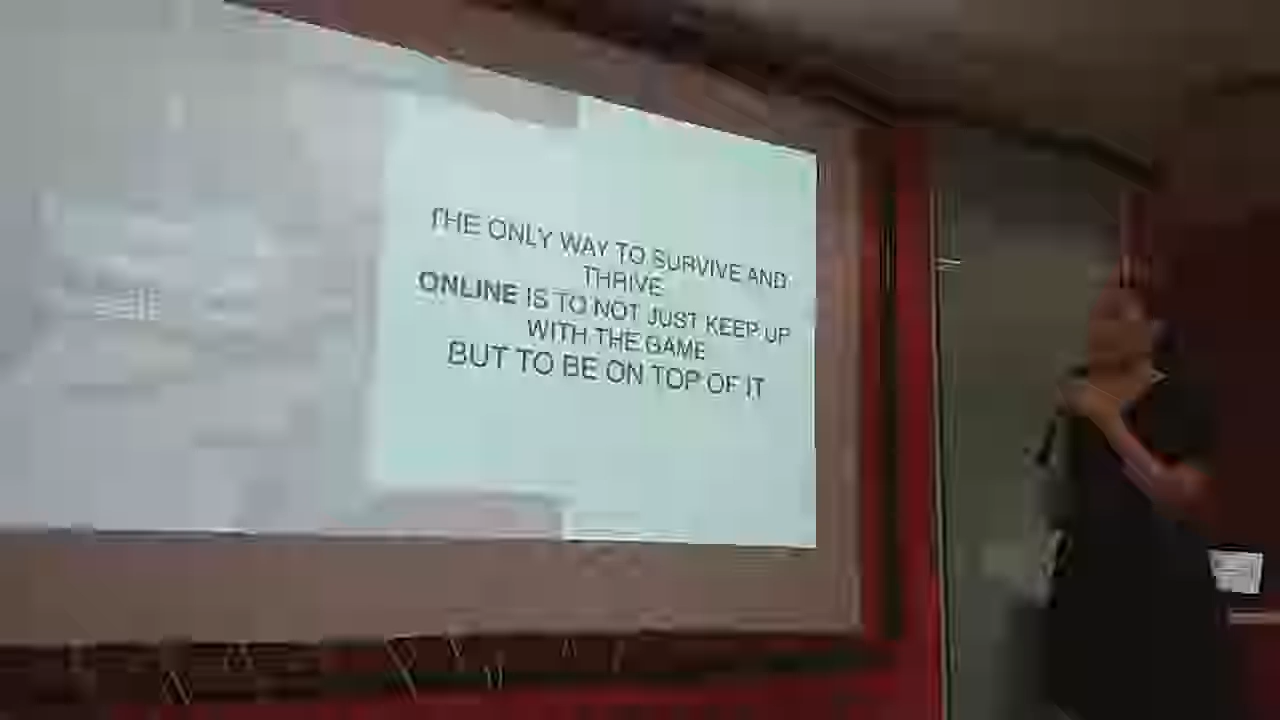 THE ONLY WAY TO SURVIVE AND
THRIVE
ONLINE IS TO NOT JUST KEEP UP
WITH THE GAME
BUT TO BE ON TOP OF IT